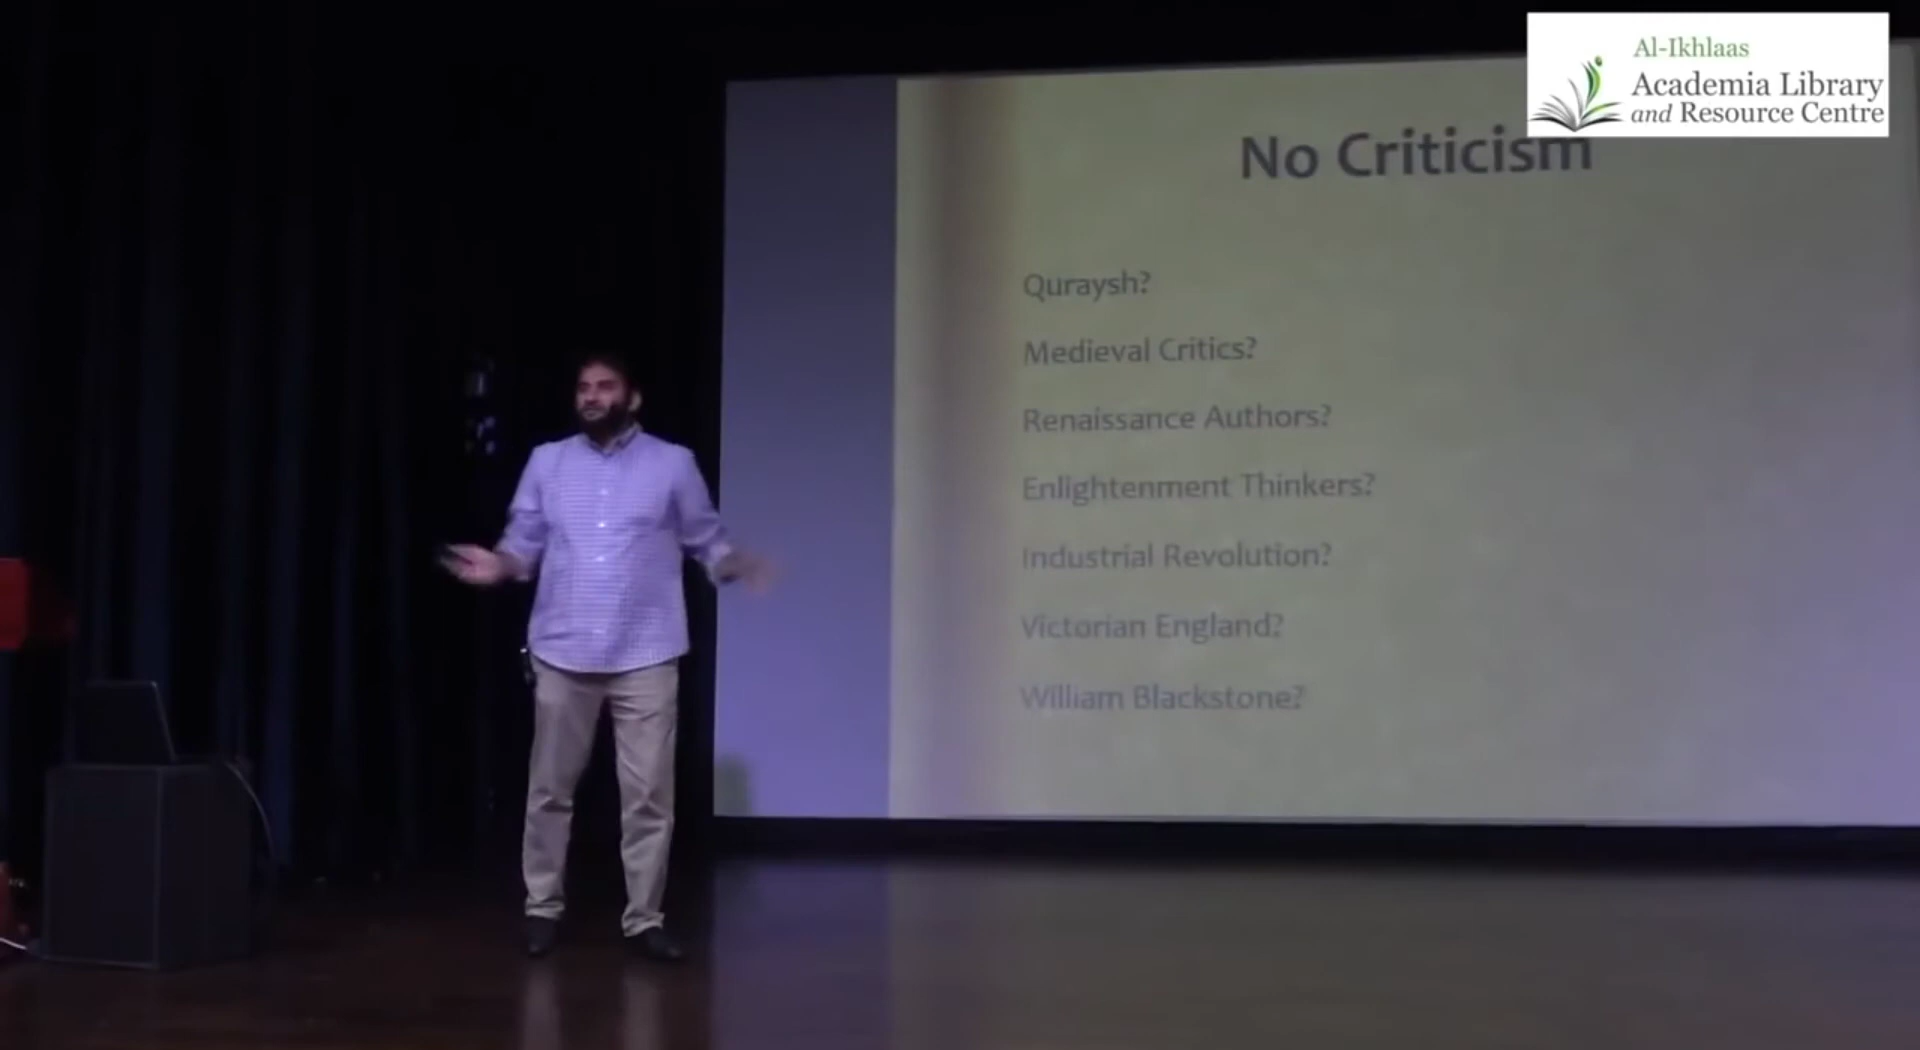 Al-Ikhlaas
Academia Library
and Resource Centre
No Criticism
Quraysh?
Medieval Critics?
Renaissance Authors?
Enlightenment Thinkers?
Industrial Revolution?
Victorian England?
William Blackstone?